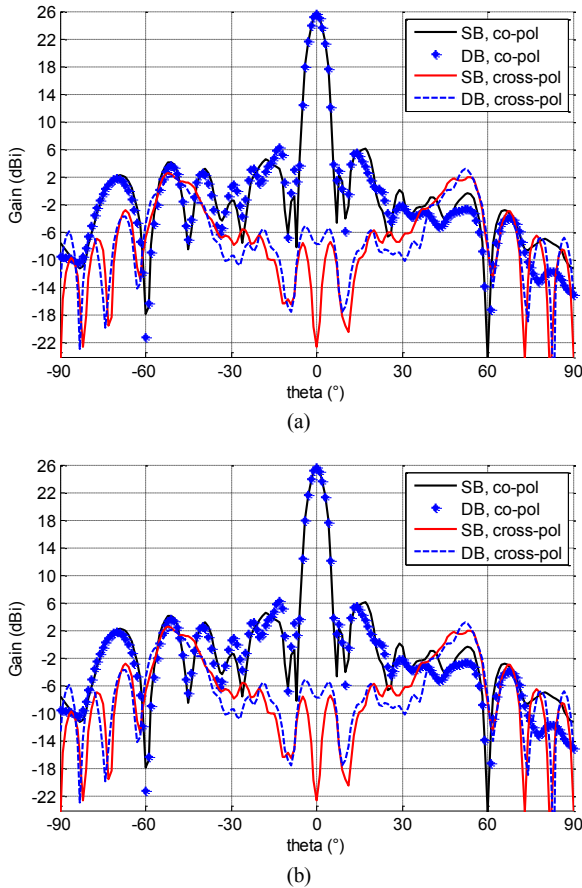 26
22
18
14
10
6
2
-2
-6
-10
-14
-18
-22
Gain (dBi)
SB, co-pol
DB, co-pol
SB, cross-pol
DB, cross-pol
-90 -60 -30 0 30 60 90
theta (°)
(a)
26
22
18
14
10
6
2
-2
-6
-10
-14
-18
-22
Gain (dBi)
SB, co-pol
DB, co-pol
SB, cross-pol
DB, cross-pol
-90 -60 -30 0 30 60 90
theta (°)
(b)